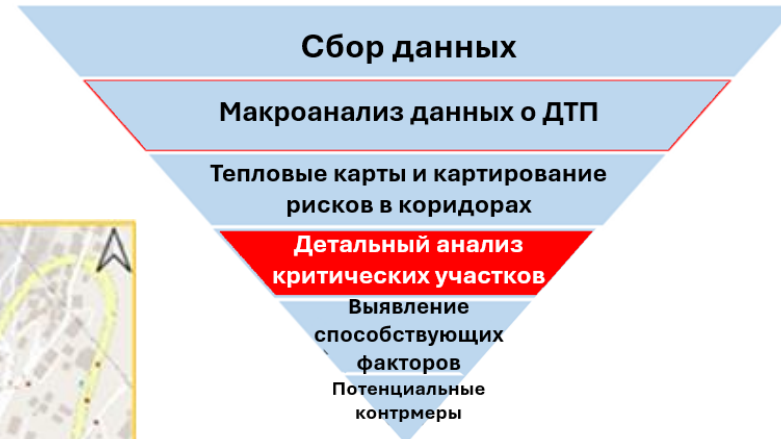 Сбор данных
Макроанализ данных о ДТП
Тепловые карты и картирование
рисков в коридорах
Детальный анализ
критических участков
Выявление
способствующих
факторов
Потенциальные
контрмеры